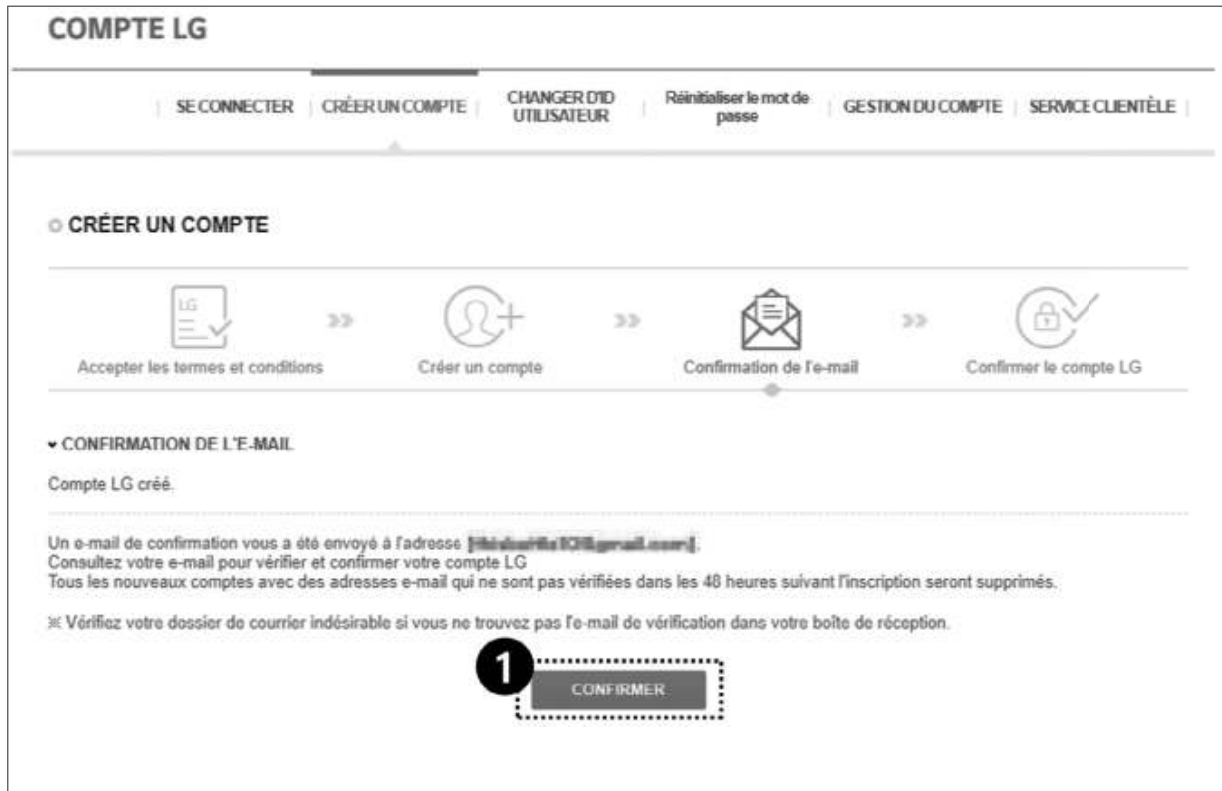 COMPTE LG
SE CONNECTER
CRÉER UN COMPTE
CHANGER D'ID
UTILISATEUR
Réinitialiser le mot de
passe
GESTION DU COMPTE
SERVICE CLIENTÈLE
CRÉER UN COMPTE
LG
Accepter les termes et conditions
Créer un compte
Confirmation de l'e-mail
Confirmer le compte LG
CONFIRMATION DE L'E-MAIL
Compte LG créé.
Un e-mail de confirmation vous a été envoyé à l'adresse
Consultez votre e-mail pour vérifier et confirmer votre compte LG
Tous les nouveaux comptes avec des adresses e-mail qui ne sont pas vérifiées dans les 48 heures suivant l'inscription seront supprimés.
※ Vérifiez votre dossier de courrier indésirable si vous ne trouvez pas l'e-mail de vérification dans votre boîte de réception.
1
CONFIRMER